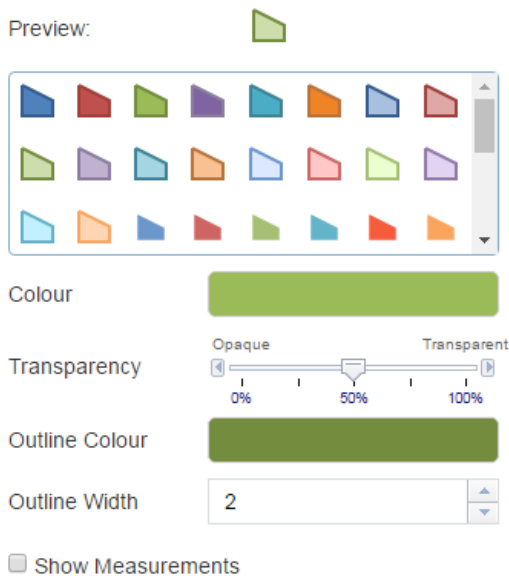 Preview:
Colour
Opaque Transparent
Transparency
0% 50% 100%
Outline Colour
Outline Width 2
Show Measurements